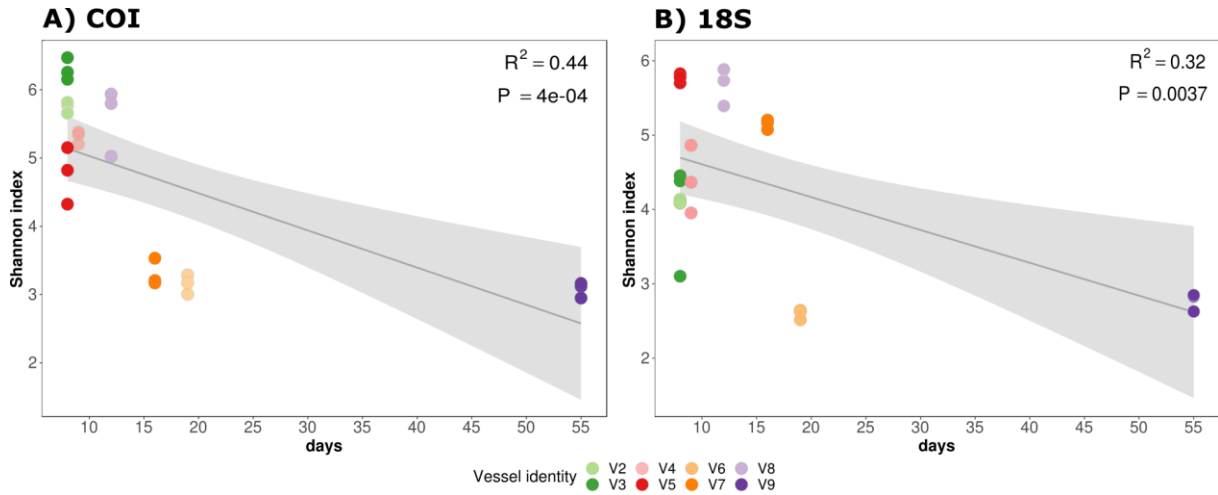 A) COI
R² = 0.44
P = 4e-04
Shannon index
6
5
4
3
2
10 15 20 25 30 35 40 45 50 55
days
B) 18S
R² = 0.32
P = 0.0037
Shannon index
6
5
4
3
2
10 15 20 25 30 35 40 45 50 55
days
Vessel identity
V2 V4 V6 V8
V3 V5 V7 V9